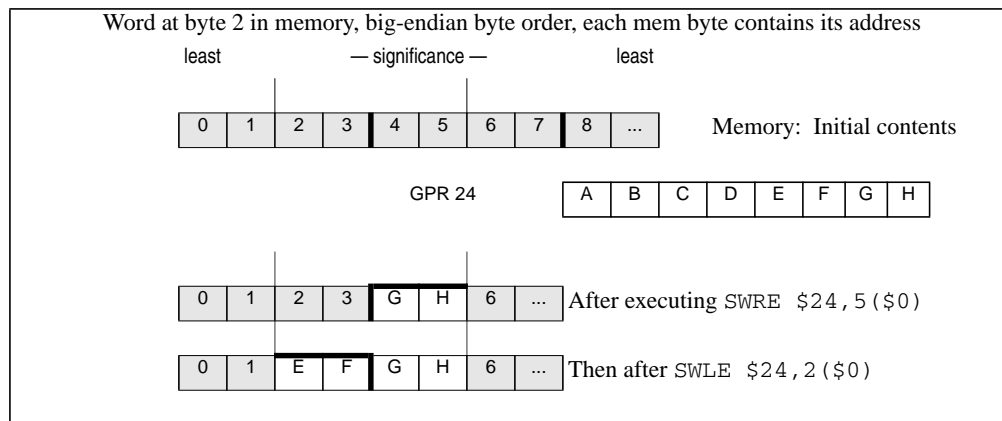 Word at byte 2 in memory, big-endian byte order, each mem byte contains its address
least — significance — least
0 1 2 3 4 5 6 7 8 ... Memory: Initial contents
GPR 24 A B C D E F G H
0 1 2 3 G H 6 ... After executing SWRE $24,5($0)
0 1 E F G H 6 ... Then after SWLE $24,2($0)